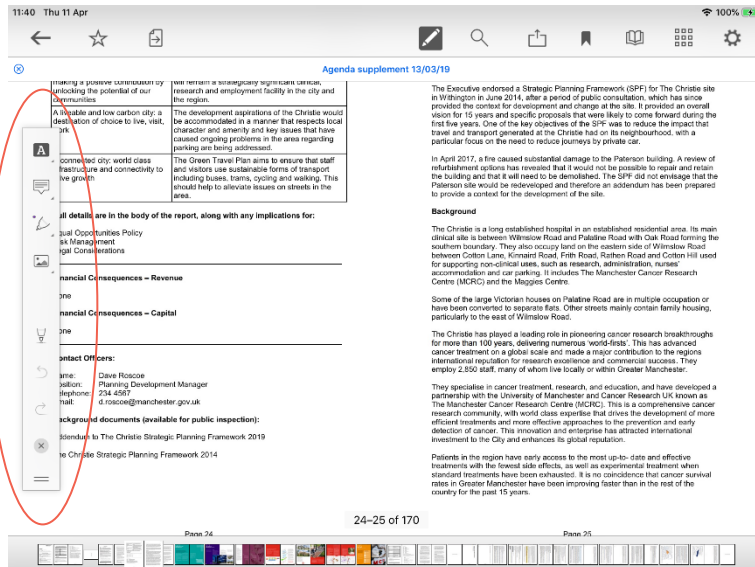 11:40 Thu 11 Apr
100%
Agenda supplement 13/03/19
making a positive contribution by
unlocking the potential of our
communities
will remain a strategically significant clinical,
research and employment facility in the city and
the region.
A liveable and low carbon city: a
destination of choice to live, visit,
ork
The development aspirations of the Christie would
be accommodated in a manner that respects local
character and amenity and key issues that have
caused ongoing problems in the area regarding
parking are being addressed.
connected city: world class
frastructure and connectivity to
ive growth
The Green Travel Plan aims to ensure that staff
and visitors use sustainable forms of transport
including buses, trams, cycling and walking. This
should help to alleviate issues on streets in the
area.
ull details are in the body of the report, along with any implications for:
qual Opportunities Policy
sk Management
egal Considerations
nancial Consequences – Revenue
one
nancial Consequences – Capital
one
ontact Officers:
ame: Dave Roscoe
osition: Planning Development Manager
elephone: 234 4567
mail: d.roscoe@manchester.gov.uk
ackground documents (available for public inspection):
ddendum to The Christie Strategic Planning Framework 2019
he Christie Strategic Planning Framework 2014
Page 24
A
The Executive endorsed a Strategic Planning Framework (SPF) for The Christie site
in Withington in June 2014, after a period of public consultation, which has since
provided the context for development and change at the site. It provided an overall
vision for 15 years and specific proposals that were likely to come forward during the
first five years. One of the key objectives of the SPF was to reduce the impact that
travel and transport generated at the Christie had on its neighbourhood, with a
particular focus on the need to reduce journeys by private car.
In April 2017, a fire caused substantial damage to the Paterson building. A review of
refurbishment options has revealed that it would not be possible to repair and retain
the building and that it will need to be demolished. The SPF did not envisage that the
Paterson site would be redeveloped and therefore an addendum has been prepared
to provide a context for the development of the site.
Background
The Christie is a long established hospital in an established residential area. Its main
clinical site is between Wilmslow Road and Palatine Road with Oak Road forming the
southern boundary. They also occupy land on the eastern side of Wilmslow Road
between Cotton Lane, Kinnaird Road, Frith Road, Rathen Road and Cotton Hill used
for supporting non-clinical uses, such as research, administration, nurses'
accommodation and car parking. It includes The Manchester Cancer Research
Centre (MCRC) and the Maggies Centre.
Some of the large Victorian houses on Palatine Road are in multiple occupation or
have been converted to separate flats. Other streets mainly contain family housing,
particularly to the east of Wilmslow Road.
The Christie has played a leading role in pioneering cancer research breakthroughs
for more than 100 years, delivering numerous 'world-firsts'. This has advanced
cancer treatment on a global scale and made a major contribution to the regions
international reputation for research excellence and commercial success. They
employ 2,850 staff, many of whom live locally or within Greater Manchester.
They specialise in cancer treatment, research, and education, and have developed a
partnership with the University of Manchester and Cancer Research UK known as
The Manchester Cancer Research Centre (MCRC). This is a comprehensive cancer
research community, with world class expertise that drives the development of more
efficient treatments and more effective approaches to the prevention and early
detection of cancer. This innovation and enterprise has attracted international
investment to the City and enhances its global reputation.
Patients in the region have early access to the most up-to- date and effective
treatments with the fewest side effects, as well as experimental treatment when
standard treatments have been exhausted. It is no coincidence that cancer survival
rates in Greater Manchester have been improving faster than in the rest of the
country for the past 15 years.
Page 25
24–25 of 170